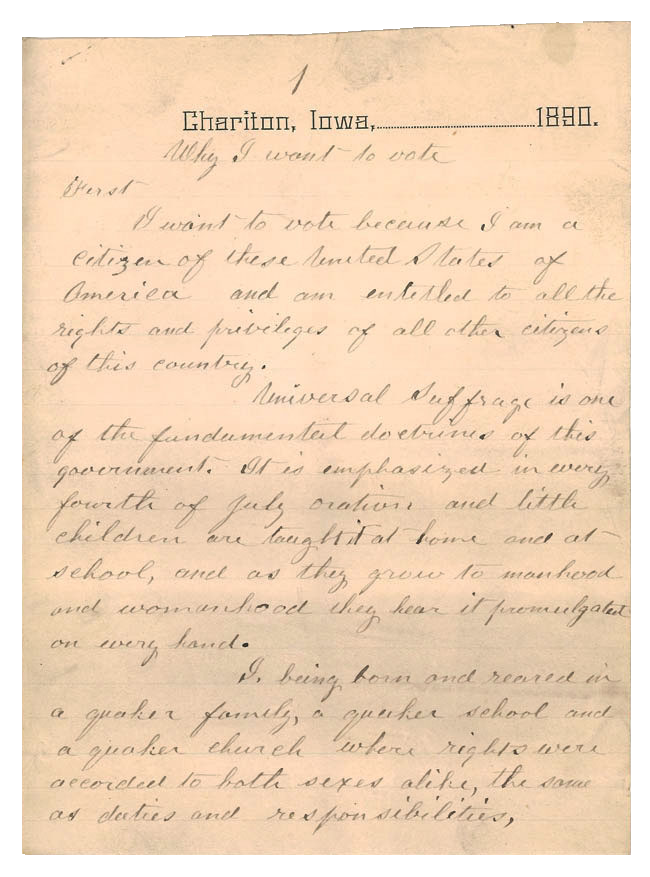 1
Chariton, Iowa, 1890.
Why I want to vote
First
I want to vote because I am a
citizen of these United States of
America and am entitled to all the
rights and privileges of all other citizens
of this country.
Universal Suffrage is one
of the fundamental doctrines of this
government. It is emphasized in every
fourth of July oration and little
children are taught it at home and at
school, and as they grow to manhood
and womanhood they hear it promulgated
on every hand.
I, being born and reared in
a quaker family, a quaker school and
a quaker church where rights were
accorded to both sexes alike, the same
as duties and responsibilities,